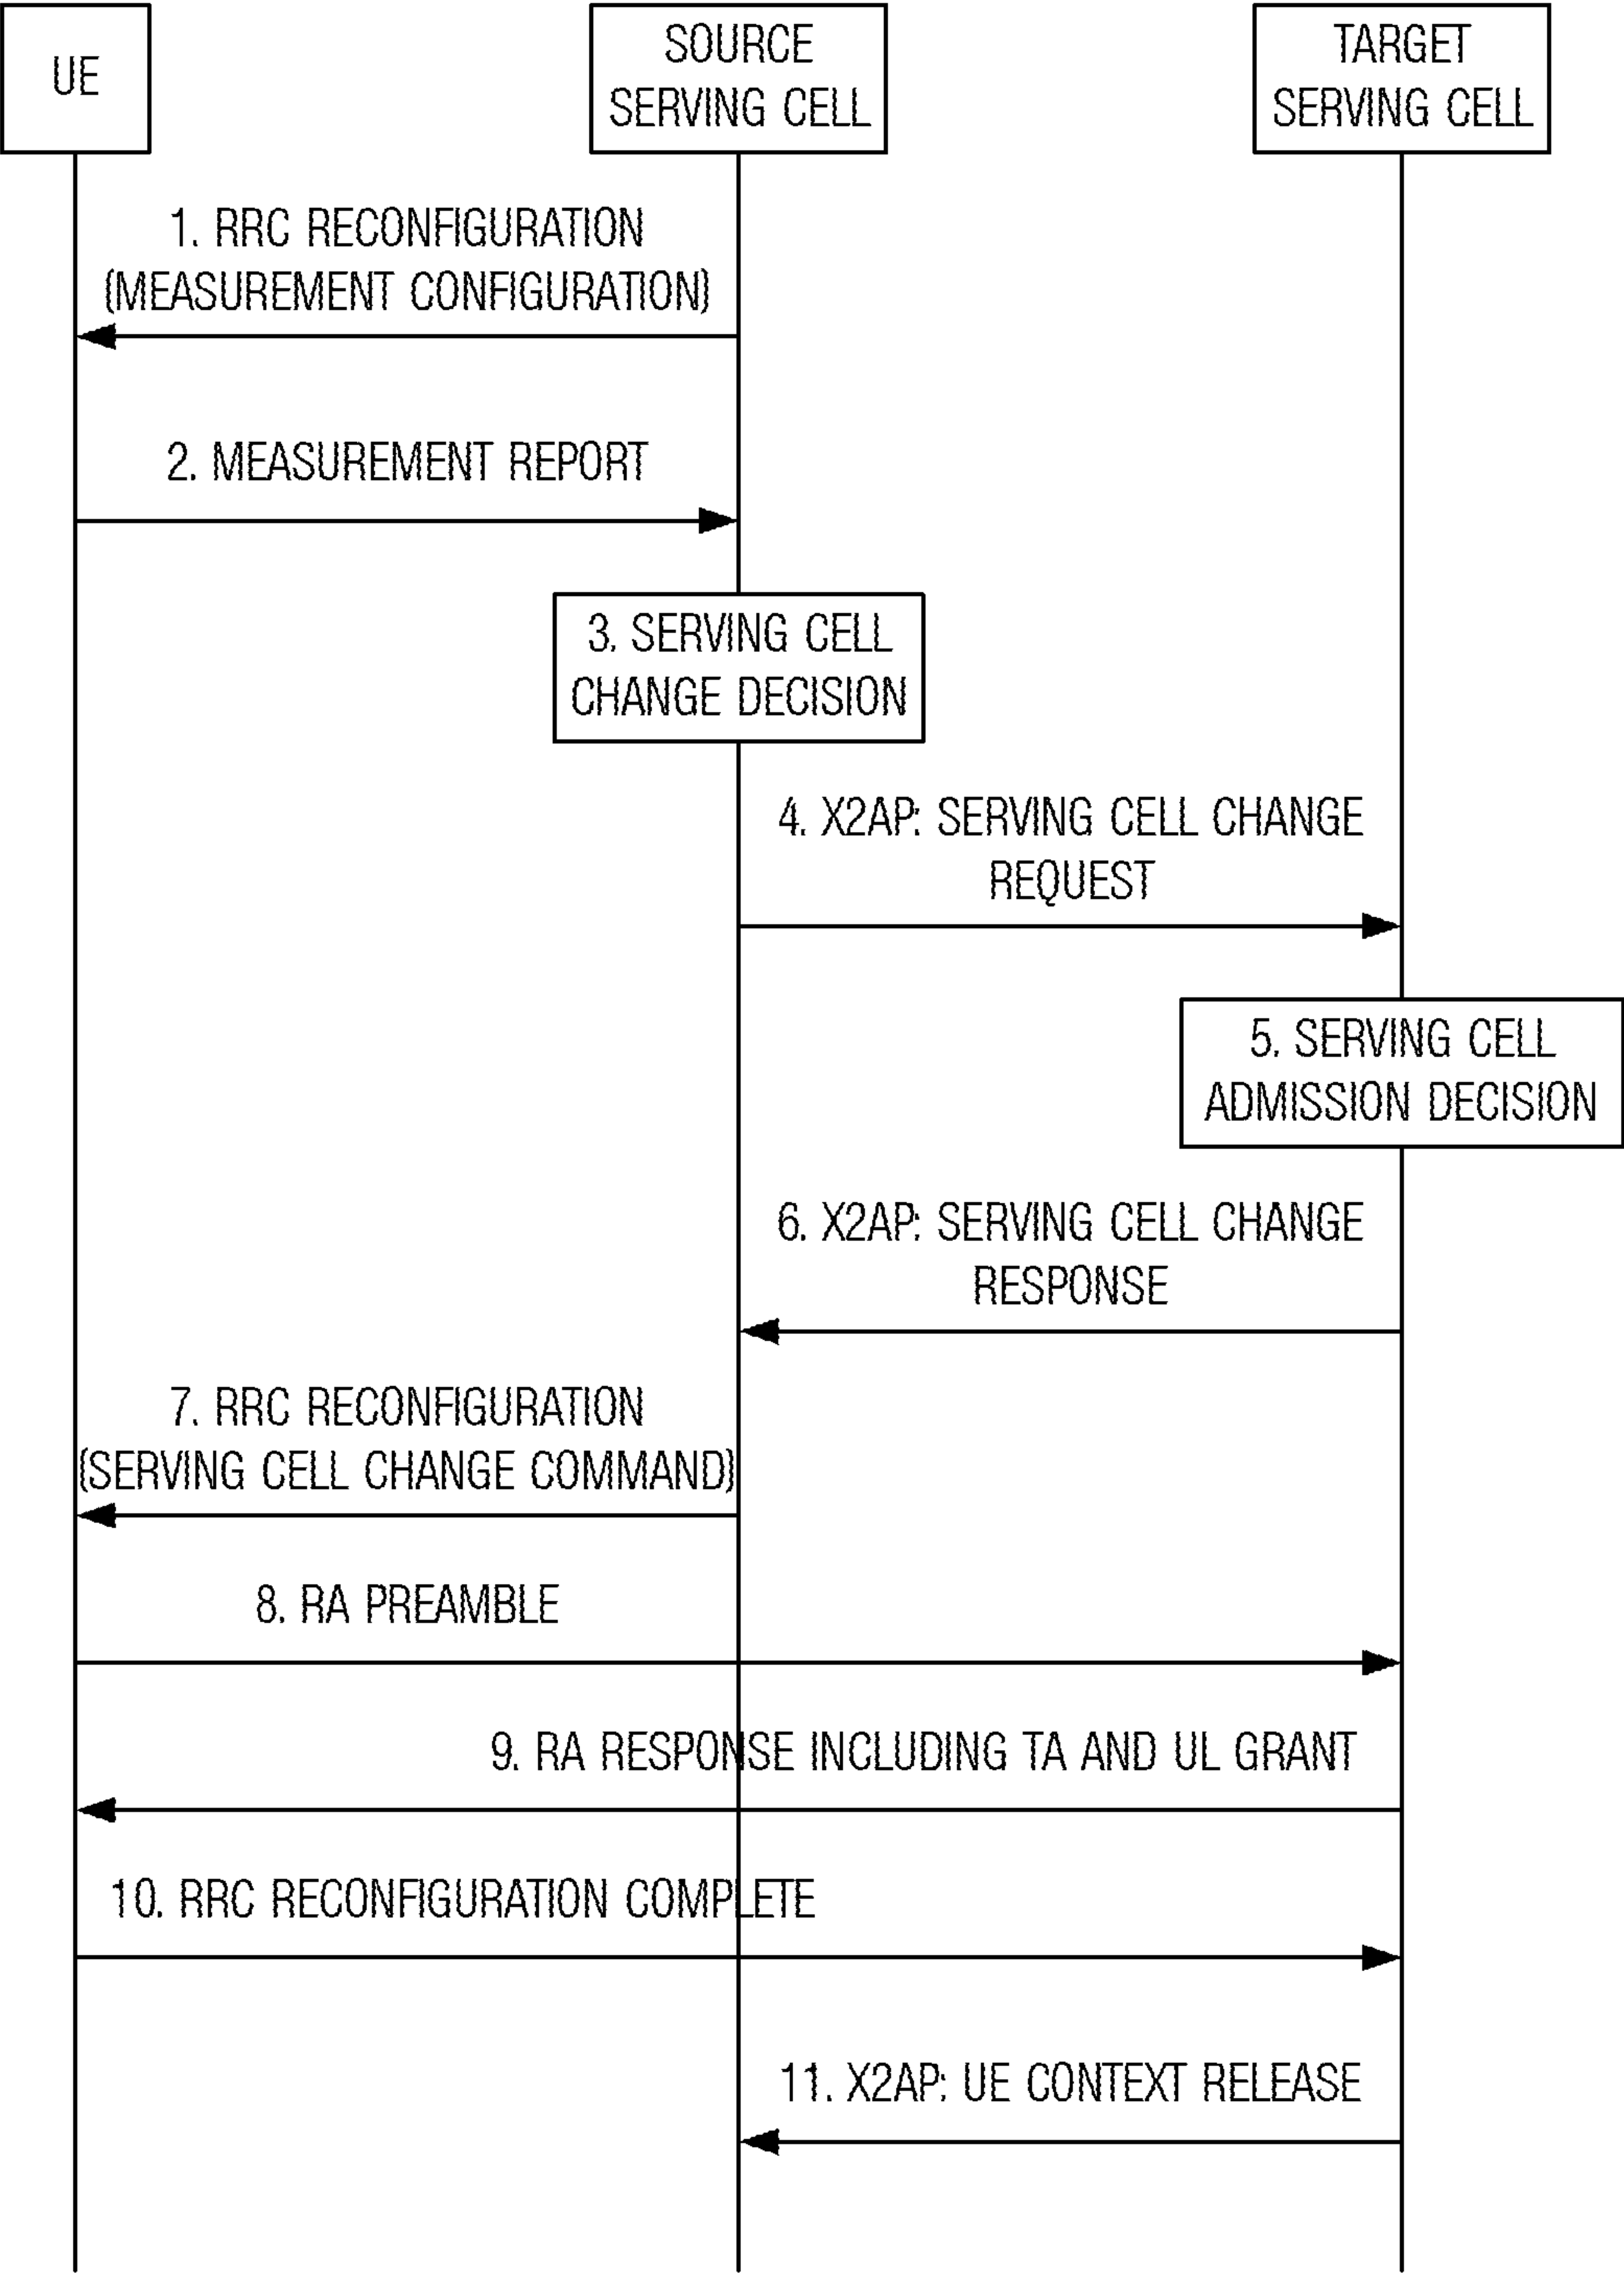 UE
SOURCE
SERVING CELL
TARGET
SERVING CELL
1. RRC RECONFIGURATION
(MEASUREMENT CONFIGURATION)
2. MEASUREMENT REPORT
3. SERVING CELL
CHANGE DECISION
4. X2AP: SERVING CELL CHANGE
REQUEST
5. SERVING CELL
ADMISSION DECISION
6. X2AP: SERVING CELL CHANGE
RESPONSE
7. RRC RECONFIGURATION
(SERVING CELL CHANGE COMMAND)
8. RA PREAMBLE
9. RA RESPONSE INCLUDING TA AND UL GRANT
10. RRC RECONFIGURATION COMPLETE
11. X2AP: UE CONTEXT RELEASE